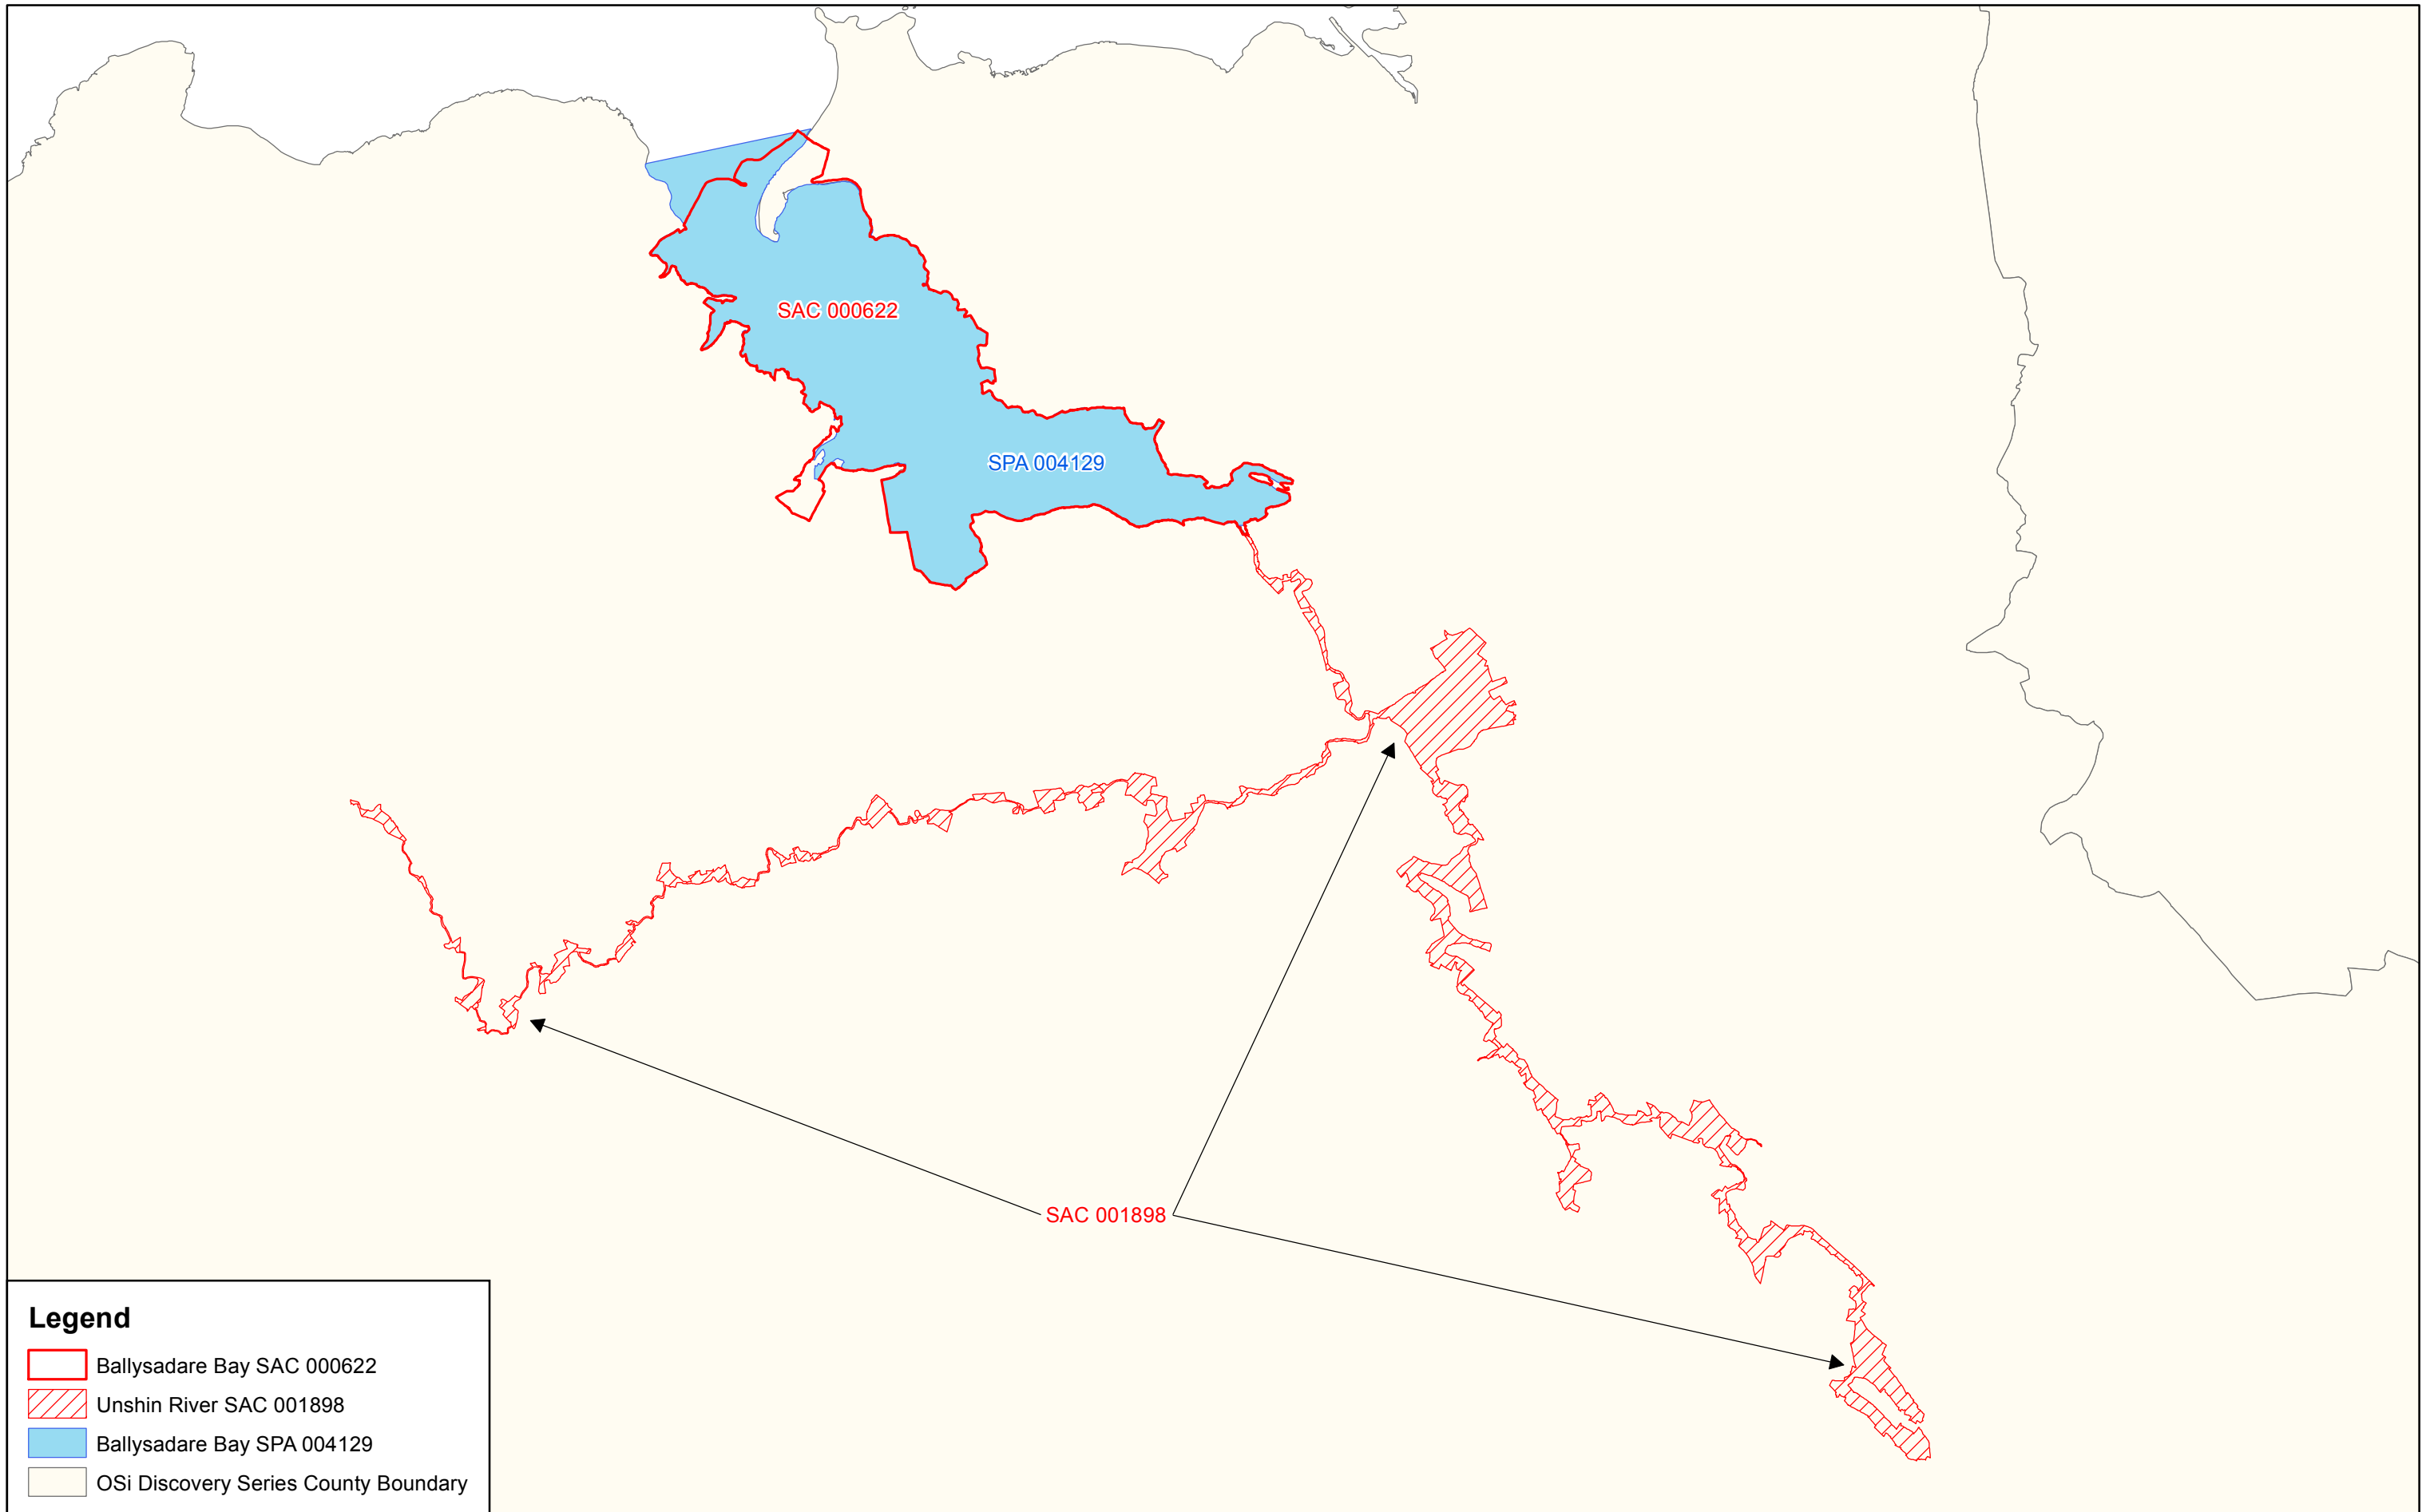 SAC 000622
SPA 004129
SAC 001898
Legend
Ballysadare Bay SAC 000622
Unshin River SAC 001898
Ballysadare Bay SPA 004129
OSi Discovery Series County Boundary